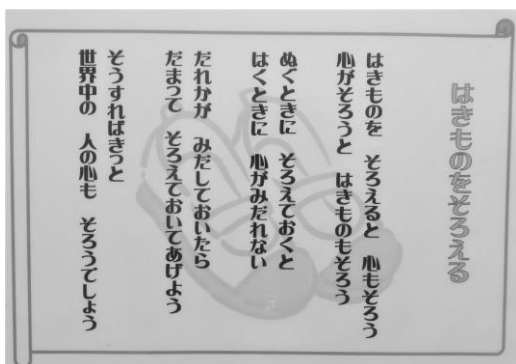 はきものをそろえる
はきものを そろえると 心もそろう
心がそろうと はきものもそろう
ぬぐときに そろえておくと
はくときに 心がみだれない
だれかが みだしておいたら
だまって そろえておいてあげよう
そうすればきっと
世界中の 人の心も そろうでしょう